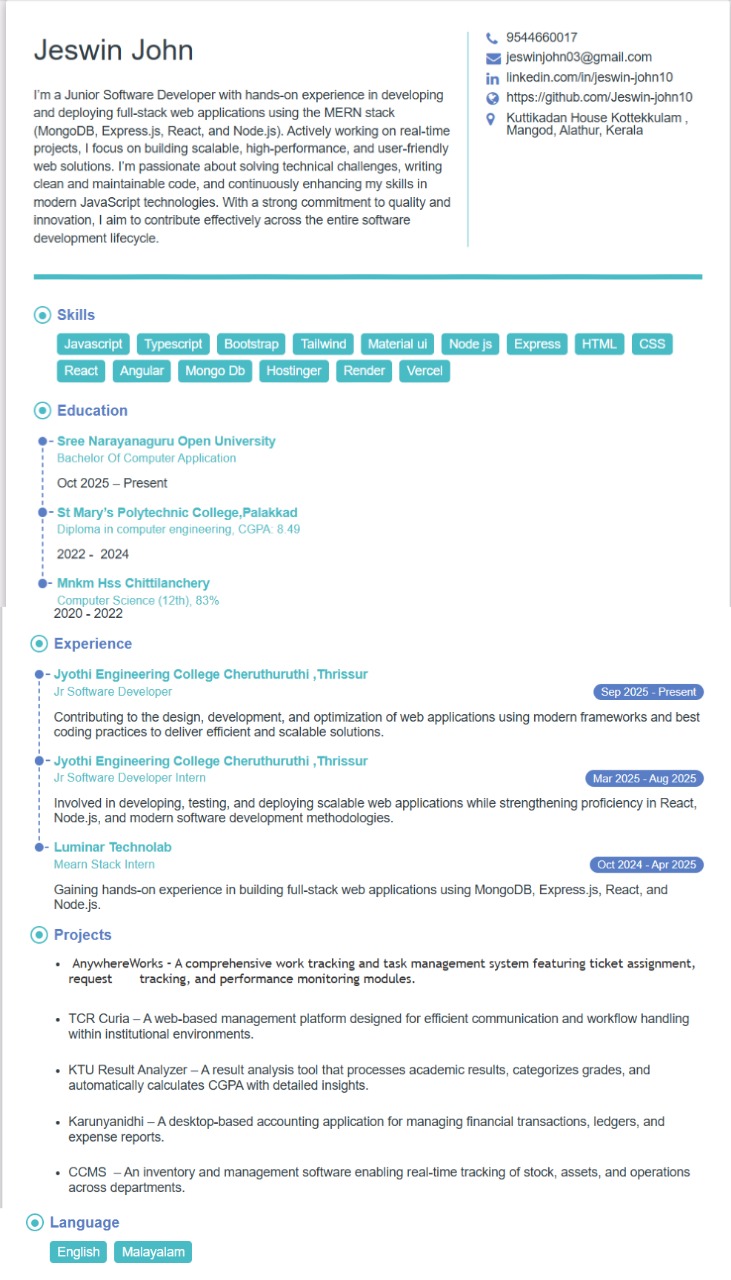 Jeswin John
I'm a Junior Software Developer with hands-on experience in developing
and deploying full-stack web applications using the MERN stack
(MongoDB, Express.js, React, and Node.js). Actively working on real-time
projects, I focus on building scalable, high-performance, and user-friendly
web solutions. I'm passionate about solving technical challenges, writing
clean and maintainable code, and continuously enhancing my skills in
modern JavaScript technologies. With a strong commitment to quality and
innovation, I aim to contribute effectively across the entire software
development lifecycle.
9544660017
jeswinjohn03@gmail.com
linkedin.com/in/jeswin-john10
https://github.com/Jeswin-john10
Kuttikadan House Kottekkulam ,
Mangod, Alathur, Kerala
Skills
Javascript Typescript Bootstrap Tailwind Material ui Node js Express HTML CSS
React Angular Mongo Db Hostinger Render Vercel
Education
Sree Narayanaguru Open University
Bachelor Of Computer Application
Oct 2025 – Present
St Mary's Polytechnic College,Palakkad
Diploma in computer engineering, CGPA: 8.49
2022 - 2024
Mnkm Hss Chittilanchery
Computer Science (12th), 83%
2020 - 2022
Experience
Jyothi Engineering College Cheruthuruthi ,Thrissur
Jr Software Developer Sep 2025 - Present
Contributing to the design, development, and optimization of web applications using modern frameworks and best
coding practices to deliver efficient and scalable solutions.
Jyothi Engineering College Cheruthuruthi ,Thrissur
Jr Software Developer Intern Mar 2025 - Aug 2025
Involved in developing, testing, and deploying scalable web applications while strengthening proficiency in React,
Node.js, and modern software development methodologies.
Luminar Technolab
Mearn Stack Intern Oct 2024 - Apr 2025
Gaining hands-on experience in building full-stack web applications using MongoDB, Express.js, React, and
Node.js.
Projects
• AnywhereWorks - A comprehensive work tracking and task management system featuring ticket assignment,
request tracking, and performance monitoring modules.
• TCR Curia – A web-based management platform designed for efficient communication and workflow handling
within institutional environments.
• KTU Result Analyzer – A result analysis tool that processes academic results, categorizes grades, and
automatically calculates CGPA with detailed insights.
• Karunyanidhi – A desktop-based accounting application for managing financial transactions, ledgers, and
expense reports.
• CCMS – An inventory and management software enabling real-time tracking of stock, assets, and operations
across departments.
Language
English Malayalam